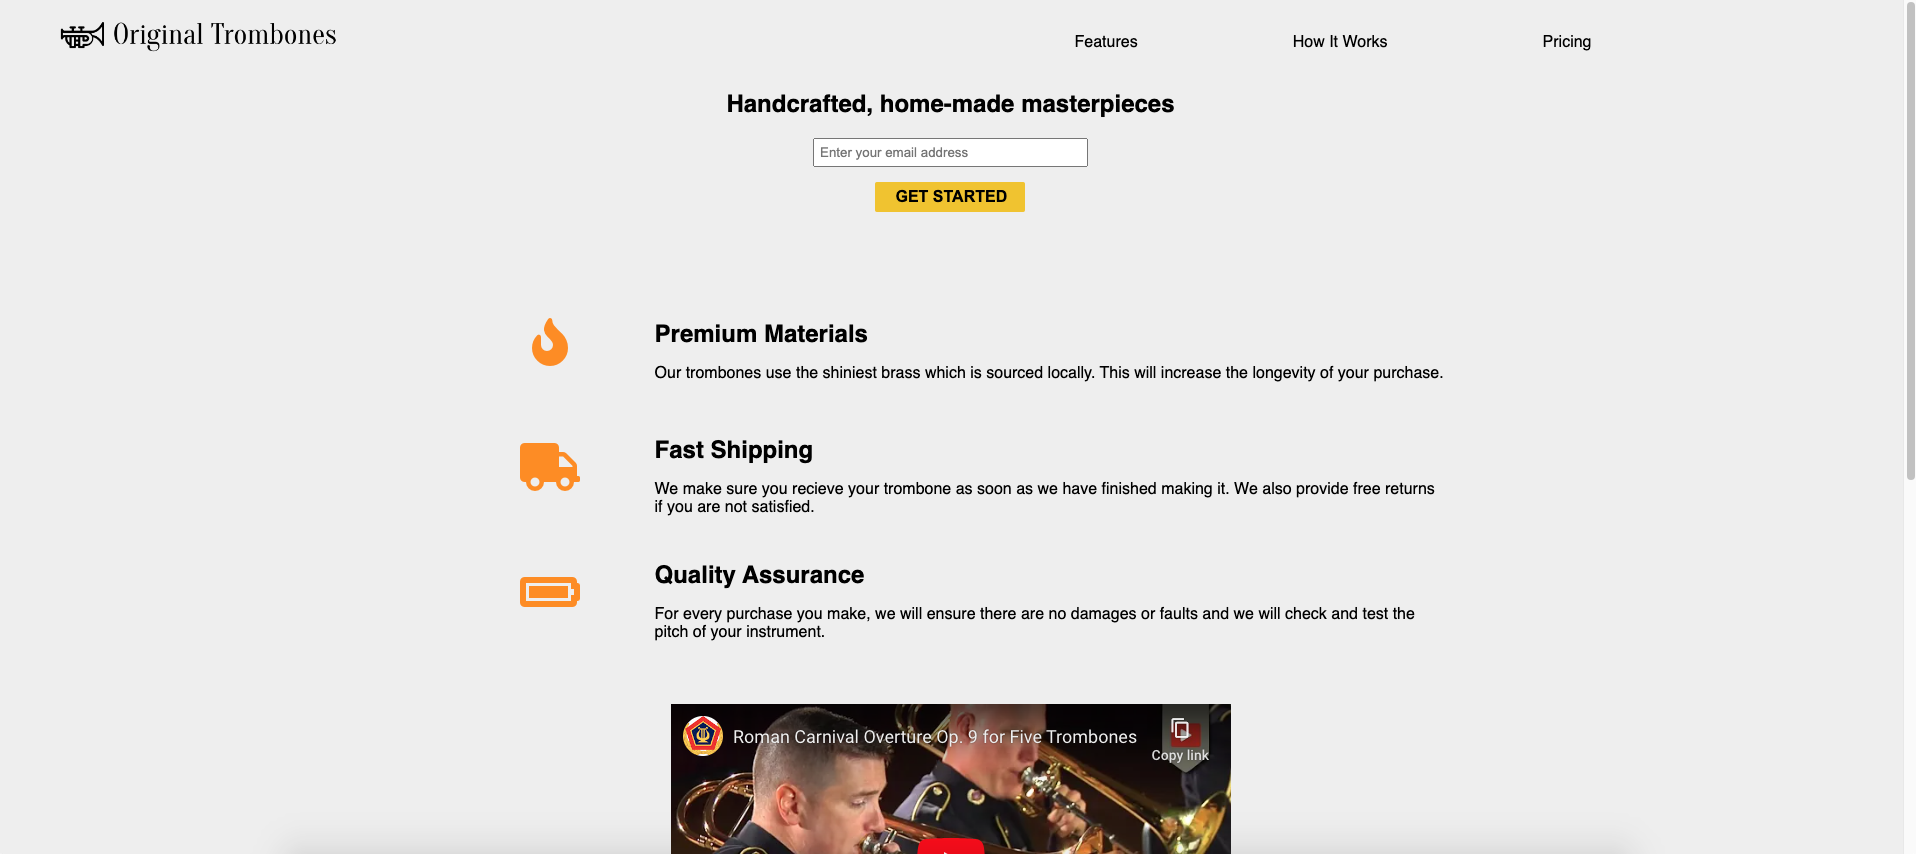 Original Trombones
Features
How It Works
Pricing
Handcrafted, home-made masterpieces
Enter your email address
GET STARTED
Premium Materials
Our trombones use the shiniest brass which is sourced locally. This will increase the longevity of your purchase.
Fast Shipping
We make sure you recieve your trombone as soon as we have finished making it. We also provide free returns
if you are not satisfied.
Quality Assurance
For every purchase you make, we will ensure there are no damages or faults and we will check and test the
pitch of your instrument.
Roman Carnival Overture Op. 9 for Five Trombones
Copy link